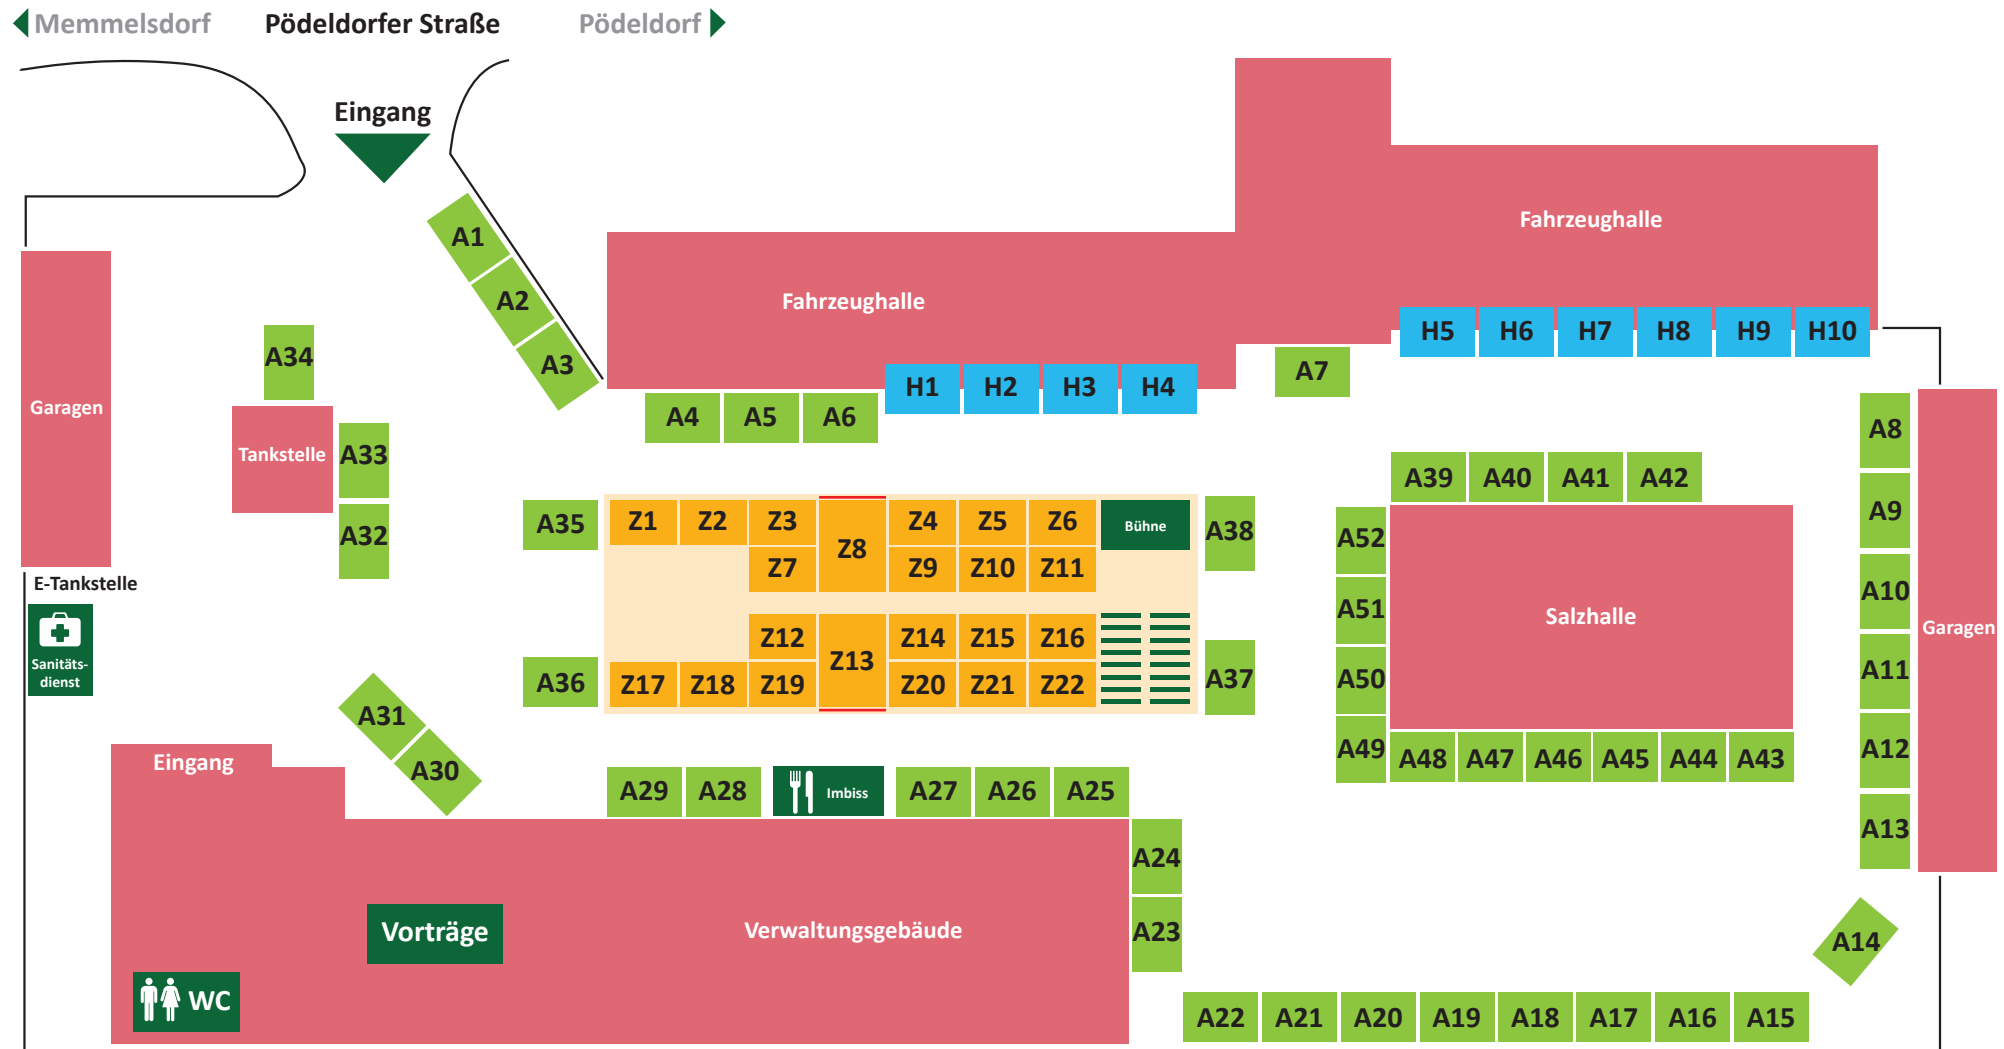 Memmelsdorf Pödeldorfer Straße Pödeldorf
Eingang
A1
A2
A3
Fahrzeughalle
Fahrzeughalle
H5 H6 H7 H8 H9 H10
H1 H2 H3 H4
A7
A4 A5 A6
A34
Garagen
Tankstelle
A33
A32
A8
A9
A10
A11
A12
A13
Garagen
A39 A40 A41 A42
A52
A51
A50
A49
Salzhalle
A48 A47 A46 A45 A44 A43
A35
Z1 Z2 Z3 Z8 Z4 Z5 Z6 Bühne
A38
Z7 Z9 Z10 Z11
Z12 Z13 Z14 Z15 Z16
A36
Z17 Z18 Z19 Z20 Z21 Z22
A37
E-Tankstelle
Sanitäts-
dienst
A31
A30
Eingang
A29 A28 Imbiss A27 A26 A25
A24
A23
Vorträge
Verwaltungsgebäude
WC
A14
A22 A21 A20 A19 A18 A17 A16 A15